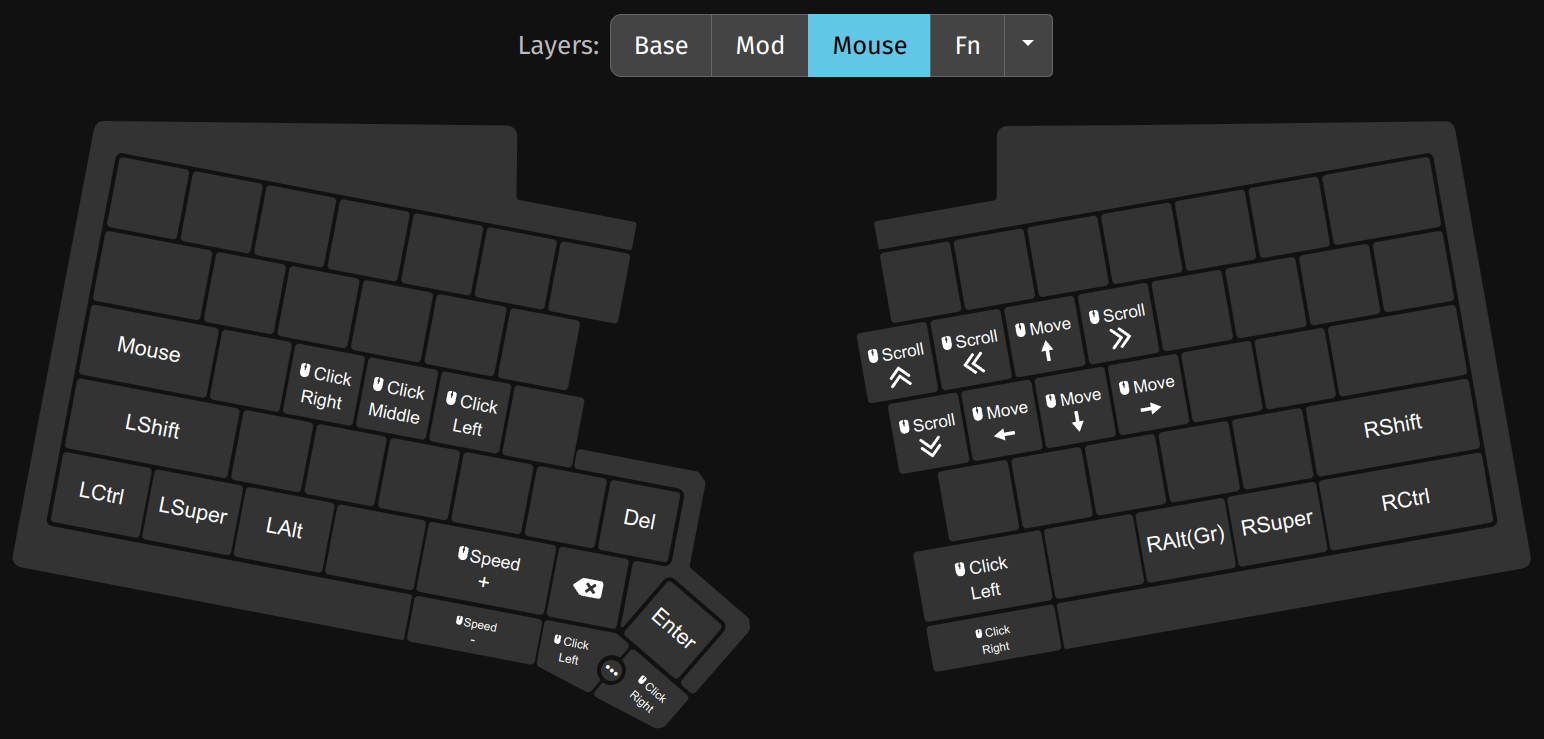 Layers: Base Mod Mouse Fn
Mouse
Click
Right
Click
Middle
Click
Left
LShift
LCtrl
LSuper
LAlt
Del
Speed
+
Speed
-
Click
Left
Click
Right
Enter
Scroll
Scroll
Move
Scroll
Scroll
Move
Move
Move
RShift
Click
Left
RAlt(Gr)
RSuper
RCtrl
Click
Right